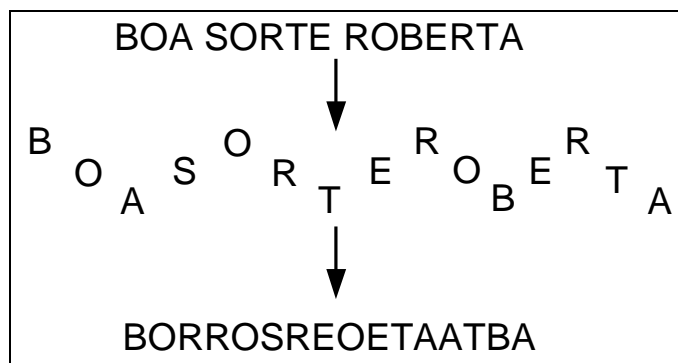 BOA SORTE ROBERTA
B O A S O R T E R O B E R T A
BORROSREOETAATBA